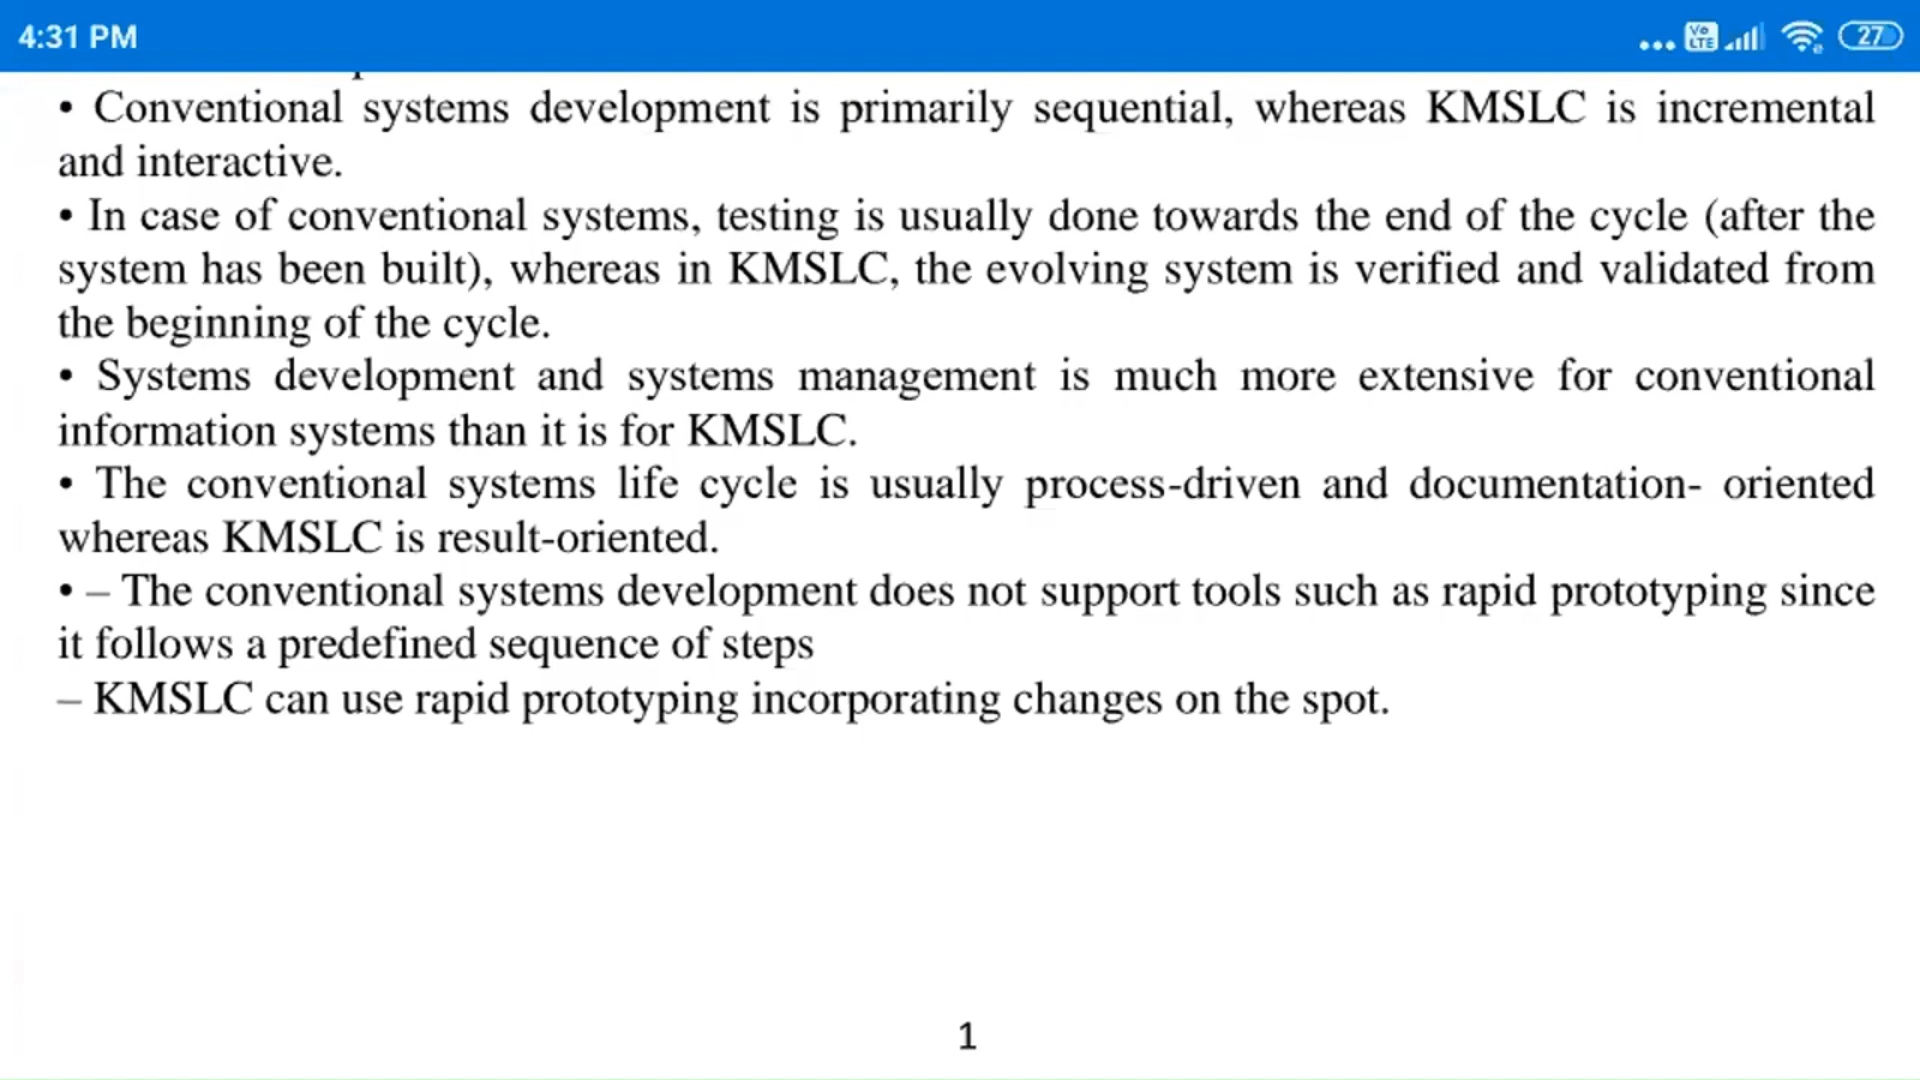 4:31 PM
Vo LTE
27
• Conventional systems development is primarily sequential, whereas KMSLC is incremental
and interactive.
• In case of conventional systems, testing is usually done towards the end of the cycle (after the
system has been built), whereas in KMSLC, the evolving system is verified and validated from
the beginning of the cycle.
• Systems development and systems management is much more extensive for conventional
information systems than it is for KMSLC.
• The conventional systems life cycle is usually process-driven and documentation- oriented
whereas KMSLC is result-oriented.
• – The conventional systems development does not support tools such as rapid prototyping since
it follows a predefined sequence of steps
– KMSLC can use rapid prototyping incorporating changes on the spot.
1